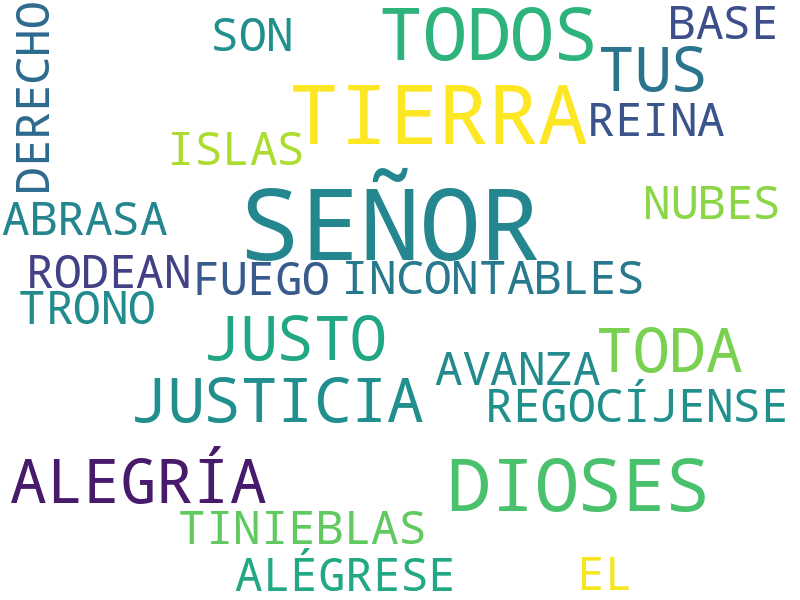 DERECHO
SON
TODOS
BASE
TUS
TIERRA
REINA
ISLAS
SEÑOR
NUBES
ABRASA
RODEAN
FUEGO
INCONTABLES
TRONO
JUSTO
TODA
AVANZA
JUSTICIA
REGOCÍJENSE
ALEGRÍA
DIOSES
TINIEBLAS
ALÉGRESE
EL